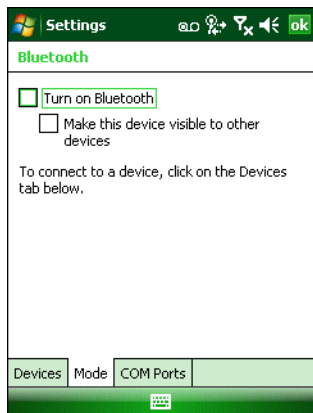 Settings ok
Bluetooth
Turn on Bluetooth
Make this device visible to other
devices
To connect to a device, click on the Devices
tab below.
Devices Mode COM Ports